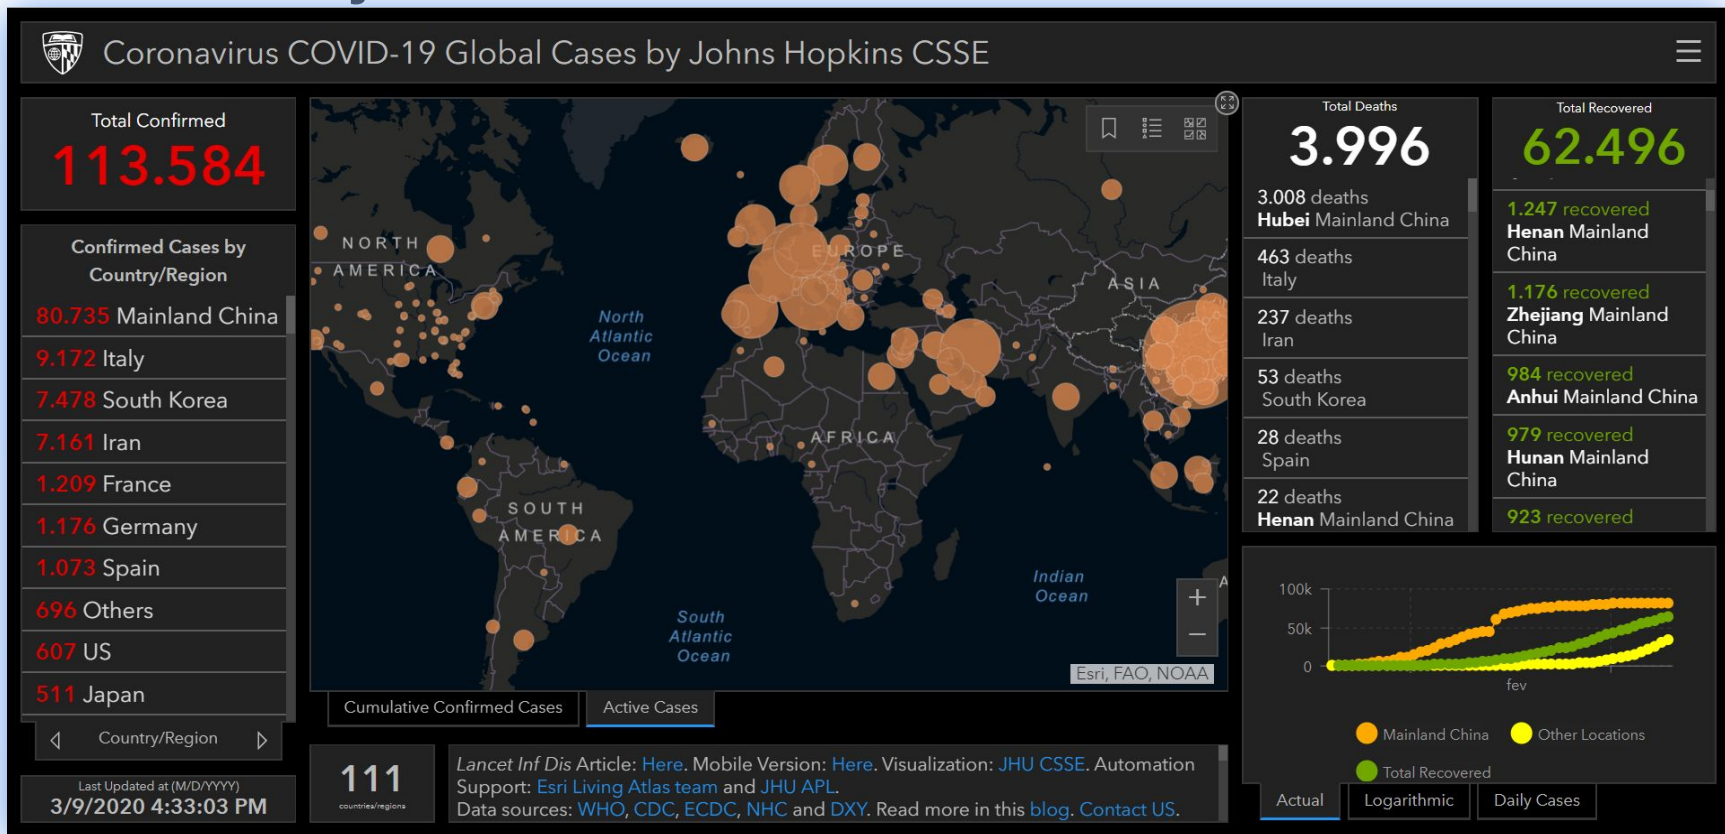 Coronavirus COVID-19 Global Cases by Johns Hopkins CSSE
Total Confirmed
113.584
Confirmed Cases by
Country/Region
80.735 Mainland China
9.172 Italy
7.478 South Korea
7.161 Iran
1.209 France
1.176 Germany
1.073 Spain
696 Others
607 US
511 Japan
Country/Region
Last Updated at (M/D/YYYY)
3/9/2020 4:33:03 PM
NORTH
AMERICA
EUROPE
ASIA
North
Atlantic
Ocean
AFRICA
SOUTH
AMERICA
Indian
Ocean
South
Atlantic
Ocean
A
+
−
Esri, FAO, NOAA
Cumulative Confirmed Cases
Active Cases
111
countries/regions
Lancet Inf Dis Article: Here. Mobile Version: Here. Visualization: JHU CSSE. Automation
Support: Esri Living Atlas team and JHU APL.
Data sources: WHO, CDC, ECDC, NHC and DXY. Read more in this blog. Contact US.
Total Deaths
3.996
3.008 deaths
Hubei Mainland China
463 deaths
Italy
237 deaths
Iran
53 deaths
South Korea
28 deaths
Spain
22 deaths
Henan Mainland China
Total Recovered
62.496
1.247 recovered
Henan Mainland
China
1.176 recovered
Zhejiang Mainland
China
984 recovered
Anhui Mainland China
979 recovered
Hunan Mainland
China
923 recovered
100k
50k
0
fev
Mainland China
Other Locations
Total Recovered
Actual
Logarithmic
Daily Cases